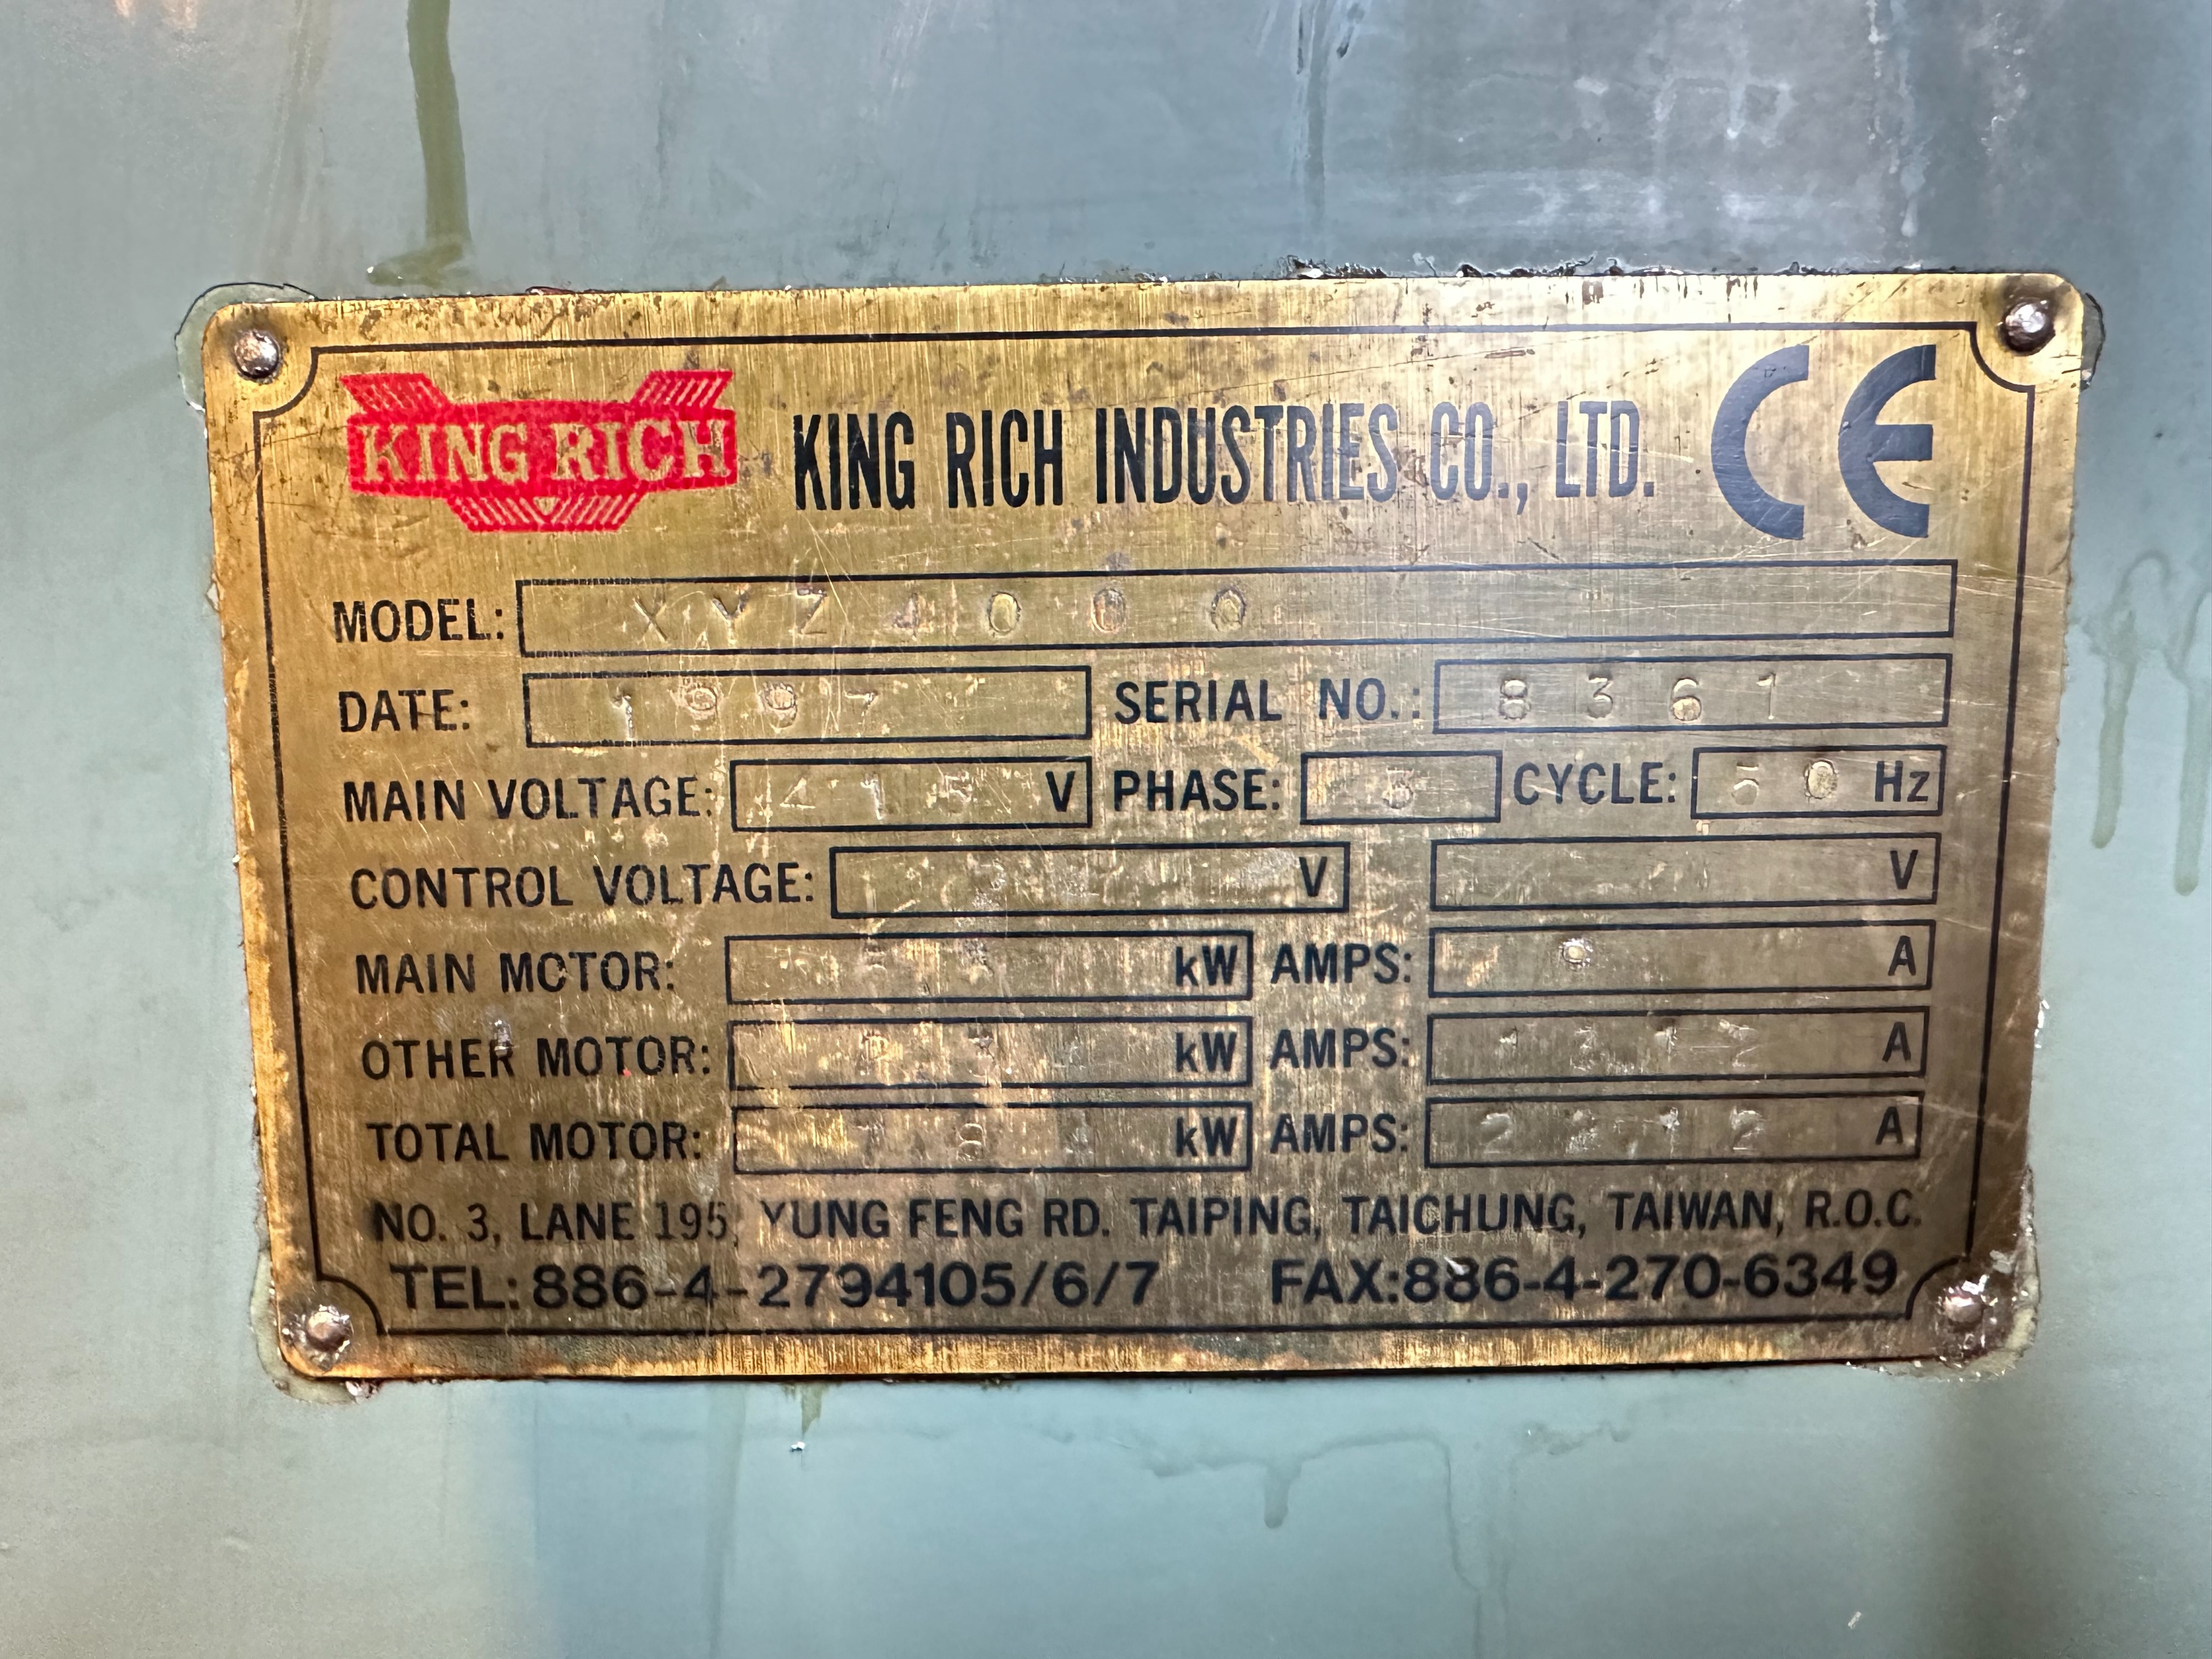 KING RICH KING RICH INDUSTRIES CO., LTD. CE
MODEL: XYZ4000
DATE: 1997 SERIAL NO.: 8361
MAIN VOLTAGE: 415 V PHASE: 3 CYCLE: 50 Hz
CONTROL VOLTAGE: V V
MAIN MOTOR: kW AMPS: A
OTHER MOTOR: kW AMPS: A
TOTAL MOTOR: kW AMPS: A
NO. 3, LANE 195, YUNG FENG RD. TAIPING, TAICHUNG, TAIWAN, R.O.C.
TEL: 886-4-2794105/6/7 FAX:886-4-270-6349